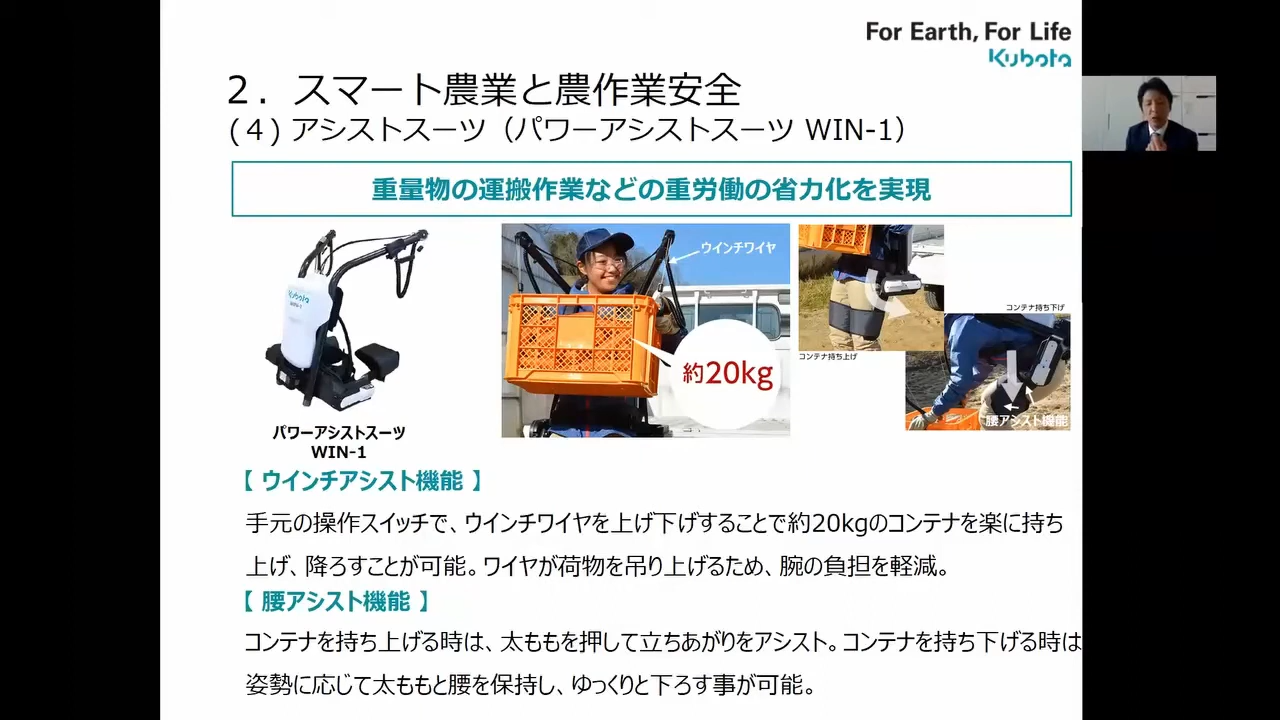 For Earth, For Life
Kubota
２．スマート農業と農作業安全
(４) アシストスーツ（パワーアシストスーツ WIN-1）
重量物の運搬作業などの重労働の省力化を実現
Kubota
WIN-1
ウインチワイヤ
約20kg
コンテナ持ち下げ
コンテナ持ち上げ
腰アシスト機能
パワーアシストスーツ
WIN-1
【 ウインチアシスト機能 】
手元の操作スイッチで、ウインチワイヤを上げ下げすることで約20kgのコンテナを楽に持ち
上げ、降ろすことが可能。ワイヤが荷物を吊り上げるため、腕の負担を軽減。
【 腰アシスト機能 】
コンテナを持ち上げる時は、太ももを押して立ちあがりをアシスト。コンテナを持ち下げる時は
姿勢に応じて太ももと腰を保持し、ゆっくりと下ろす事が可能。